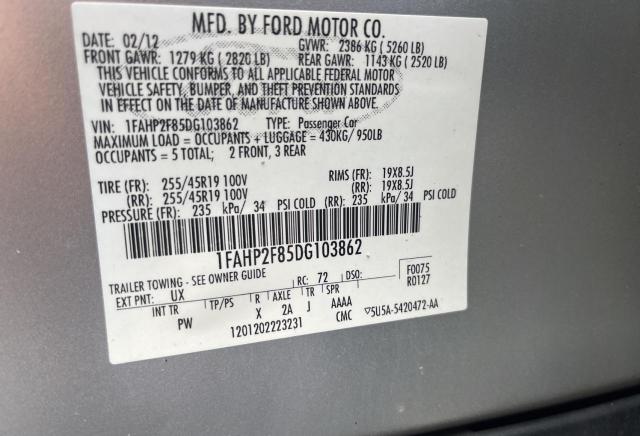 MFD. BY FORD MOTOR CO.
DATE: 02/12 GVWR: 2386 KG ( 5260 LB)
FRONT GAWR: 1279 KG ( 2820 LB) REAR GAWR: 1143 KG ( 2520 LB)
THIS VEHICLE CONFORMS TO ALL APPLICABLE FEDERAL MOTOR
VEHICLE SAFETY, BUMPER, AND THEFT PREVENTION STANDARDS
IN EFFECT ON THE DATE OF MANUFACTURE SHOWN ABOVE.
VIN: 1FAHP2F85DG103862 TYPE: Passenger Car
MAXIMUM LOAD = OCCUPANTS + LUGGAGE = 430KG/ 950LB
OCCUPANTS = 5 TOTAL; 2 FRONT, 3 REAR
TIRE (FR): 255/45R19 100V RIMS (FR): 19X8.5J
(RR): 255/45R19 100V (RR): 19X8.5J
PRESSURE (FR): 235 kPa/ 34 PSI COLD (RR): 235 kPa/ 34 PSI COLD
1FAHP2F85DG103862
TRAILER TOWING - SEE OWNER GUIDE
EXT PNT: UX RC: 72 DSO: F0075
R0127
INT TR TP/PS R AXLE TR SPR
PW X 2A J AAAA
1201202223231 CMC ▽5U5A-5420472-AA